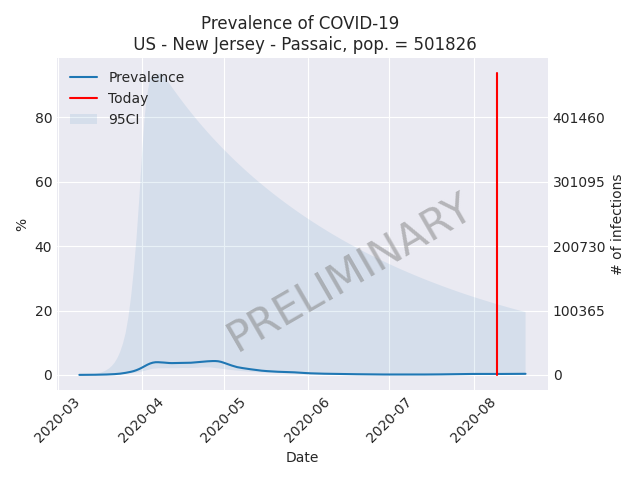 Prevalence of COVID-19
US - New Jersey - Passaic, pop. = 501826
Prevalence
Today
95CI
80
60
40
20
0
%
401460
301095
200730
100365
0
# of infections
PRELIMINARY
2020-03
2020-04
2020-05
2020-06
2020-07
2020-08
Date